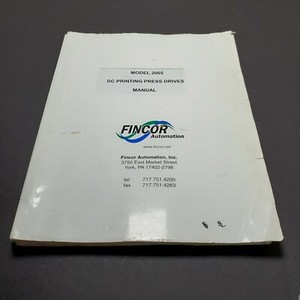 MODEL 2065
DC PRINTING PRESS DRIVES
MANUAL
FINCOR
Automation
www.fincor.net
Fincor Automation, Inc.
3750 East Market Street
York, PA 17402-2798
tel 717.751.4200
fax 717.751.4263